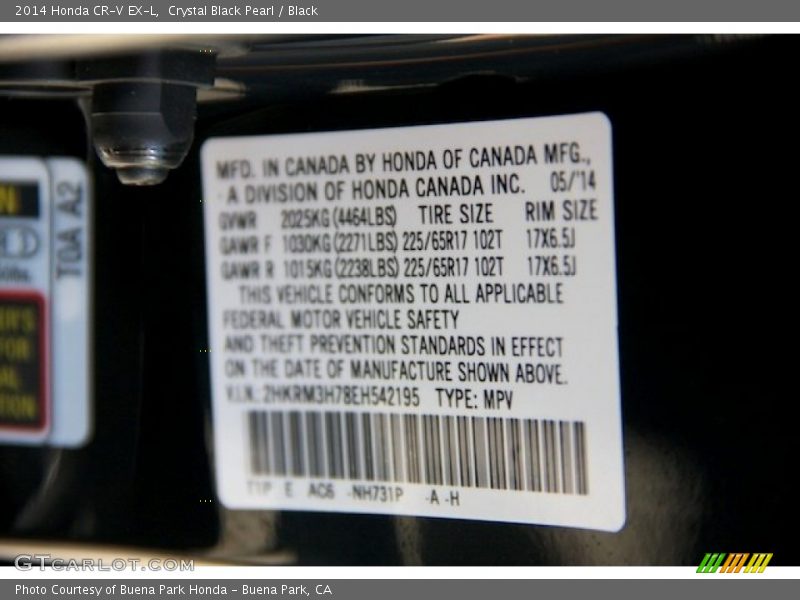 2014 Honda CR-V EX-L,  Crystal Black Pearl / Black
MFD. IN CANADA BY HONDA OF CANADA MFG.,
A DIVISION OF HONDA CANADA INC. 05/'14
GVWR 2025KG(4464LBS) TIRE SIZE RIM SIZE
GAWR F 1030KG(2271LBS) 225/65R17 102T 17X6.5J
GAWR R 1015KG(2238LBS) 225/65R17 102T 17X6.5J
THIS VEHICLE CONFORMS TO ALL APPLICABLE
FEDERAL MOTOR VEHICLE SAFETY
AND THEFT PREVENTION STANDARDS IN EFFECT
ON THE DATE OF MANUFACTURE SHOWN ABOVE.
V.I.N.:2HKRM3H78EH542195 TYPE: MPV
T1P E AC6 -NH731P -A -H
T0A A2
GTCARLOT.COM
Photo Courtesy of Buena Park Honda - Buena Park, CA